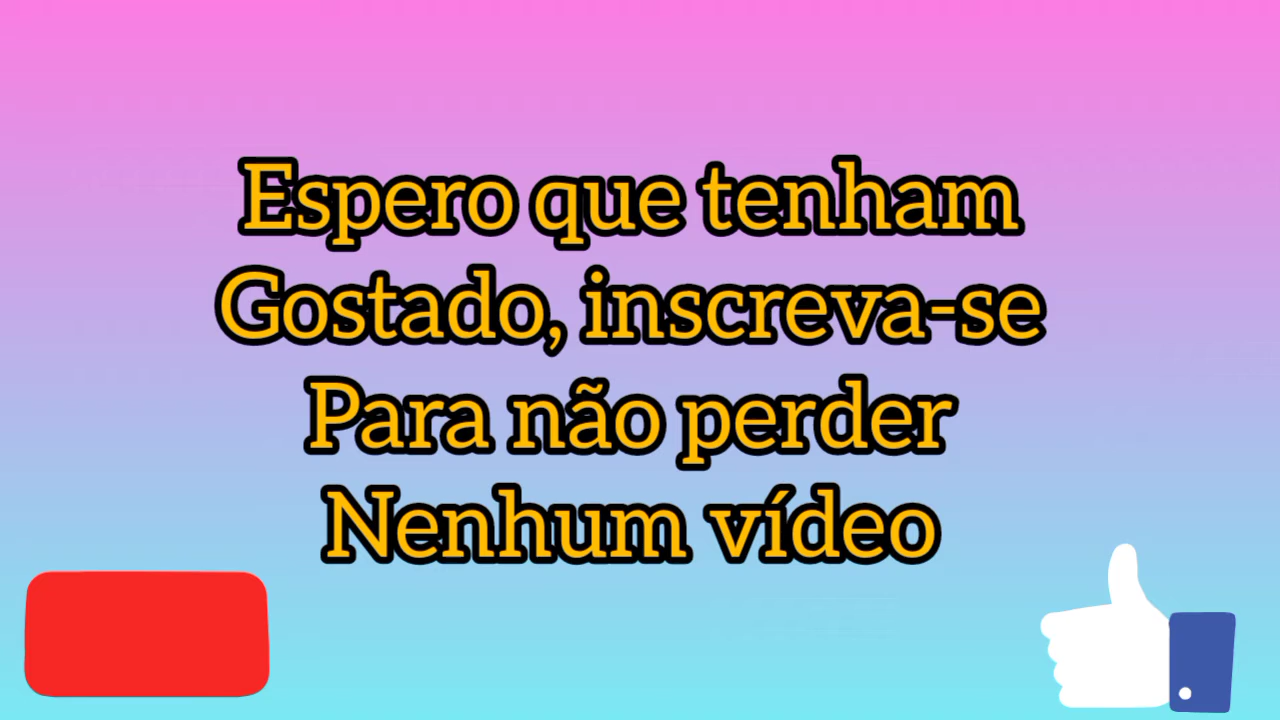 Espero que tenham
Gostado, inscreva-se
Para não perder
Nenhum vídeo